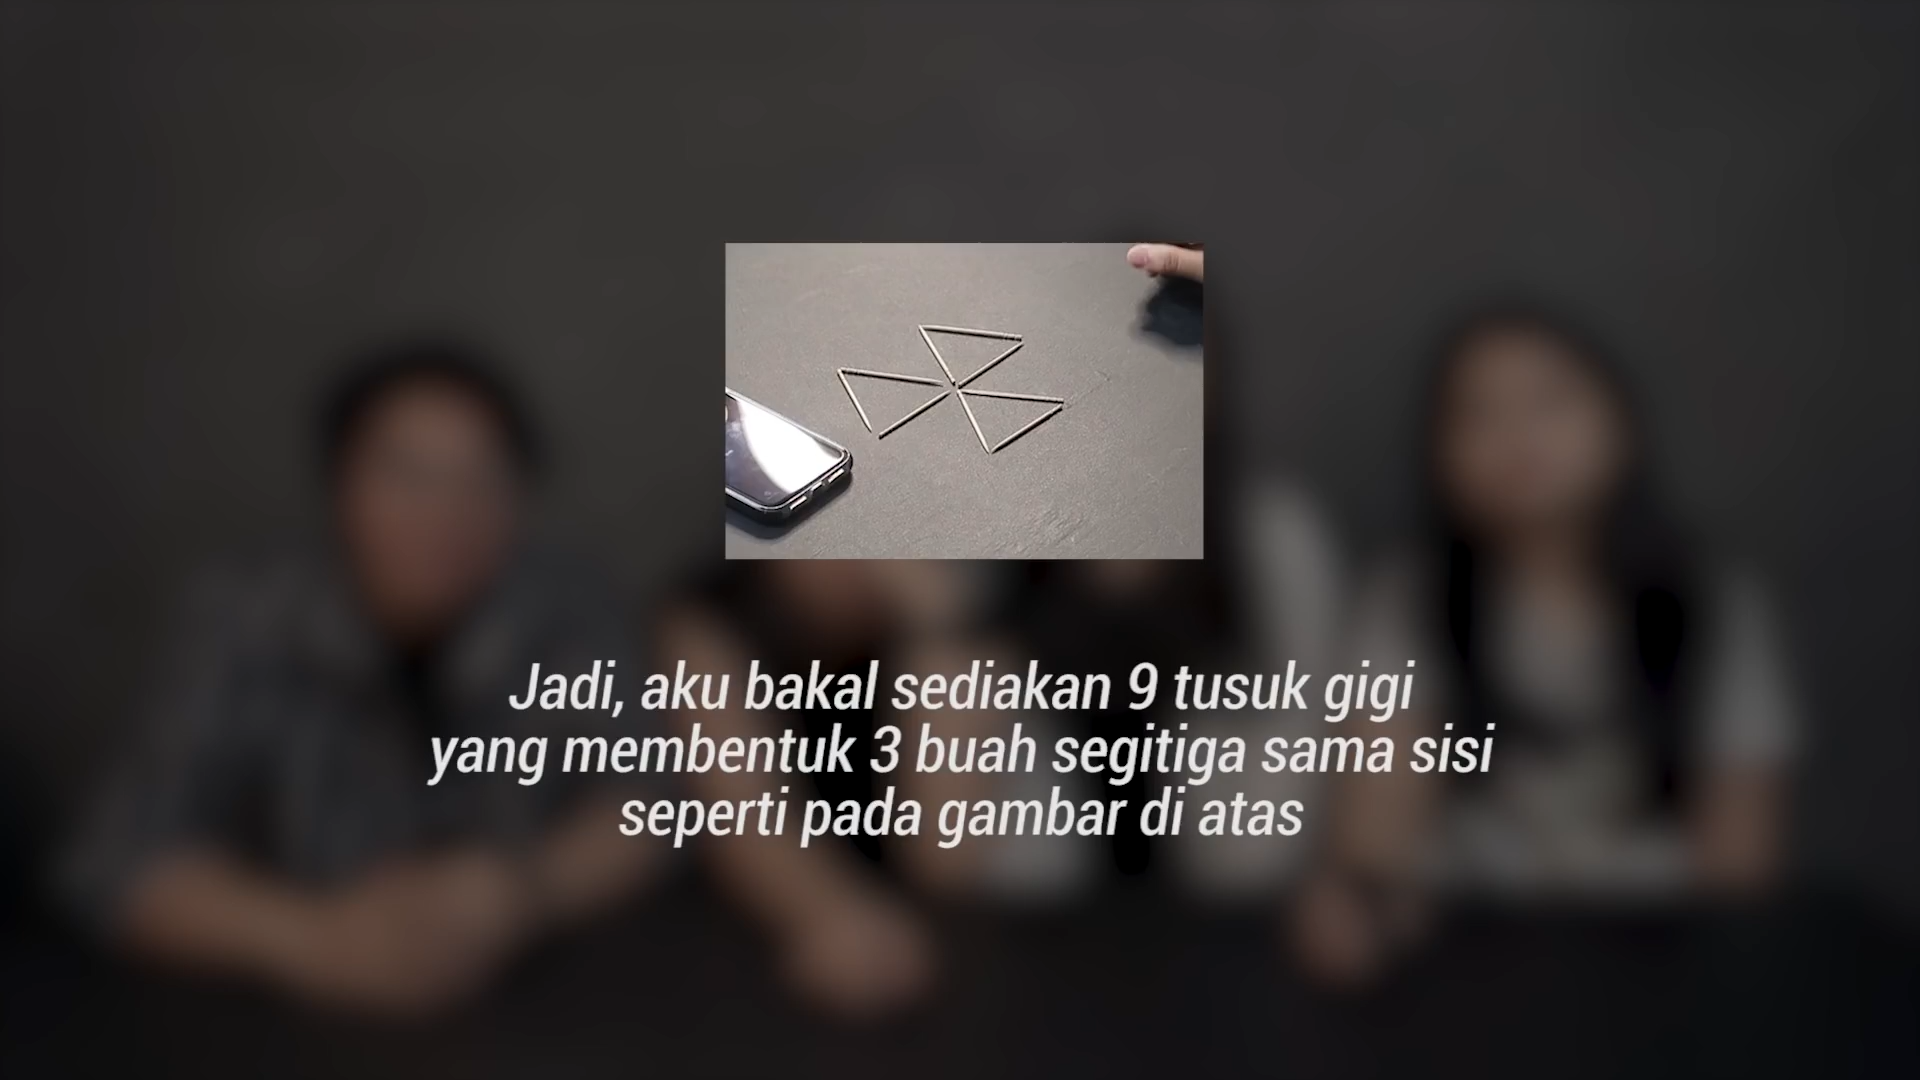 Jadi, aku bakal sediakan 9 tusuk gigi
yang membentuk 3 buah segitiga sama sisi
seperti pada gambar di atas